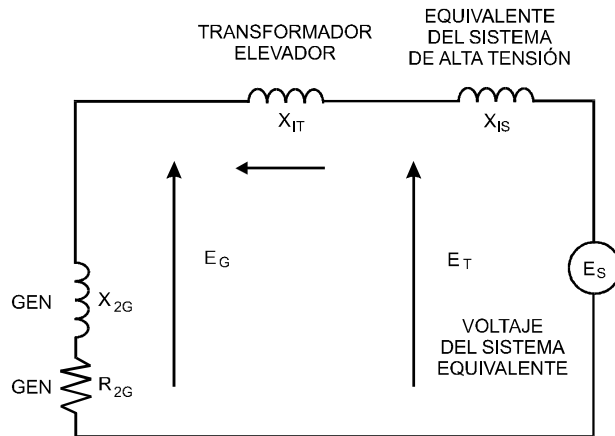 TRANSFORMADOR
ELEVADOR
EQUIVALENTE
DEL SISTEMA
DE ALTA TENSIÓN
X_IT
X_IS
E_G
E_T
E_S
GEN
X_2G
GEN
R_2G
VOLTAJE
DEL SISTEMA
EQUIVALENTE